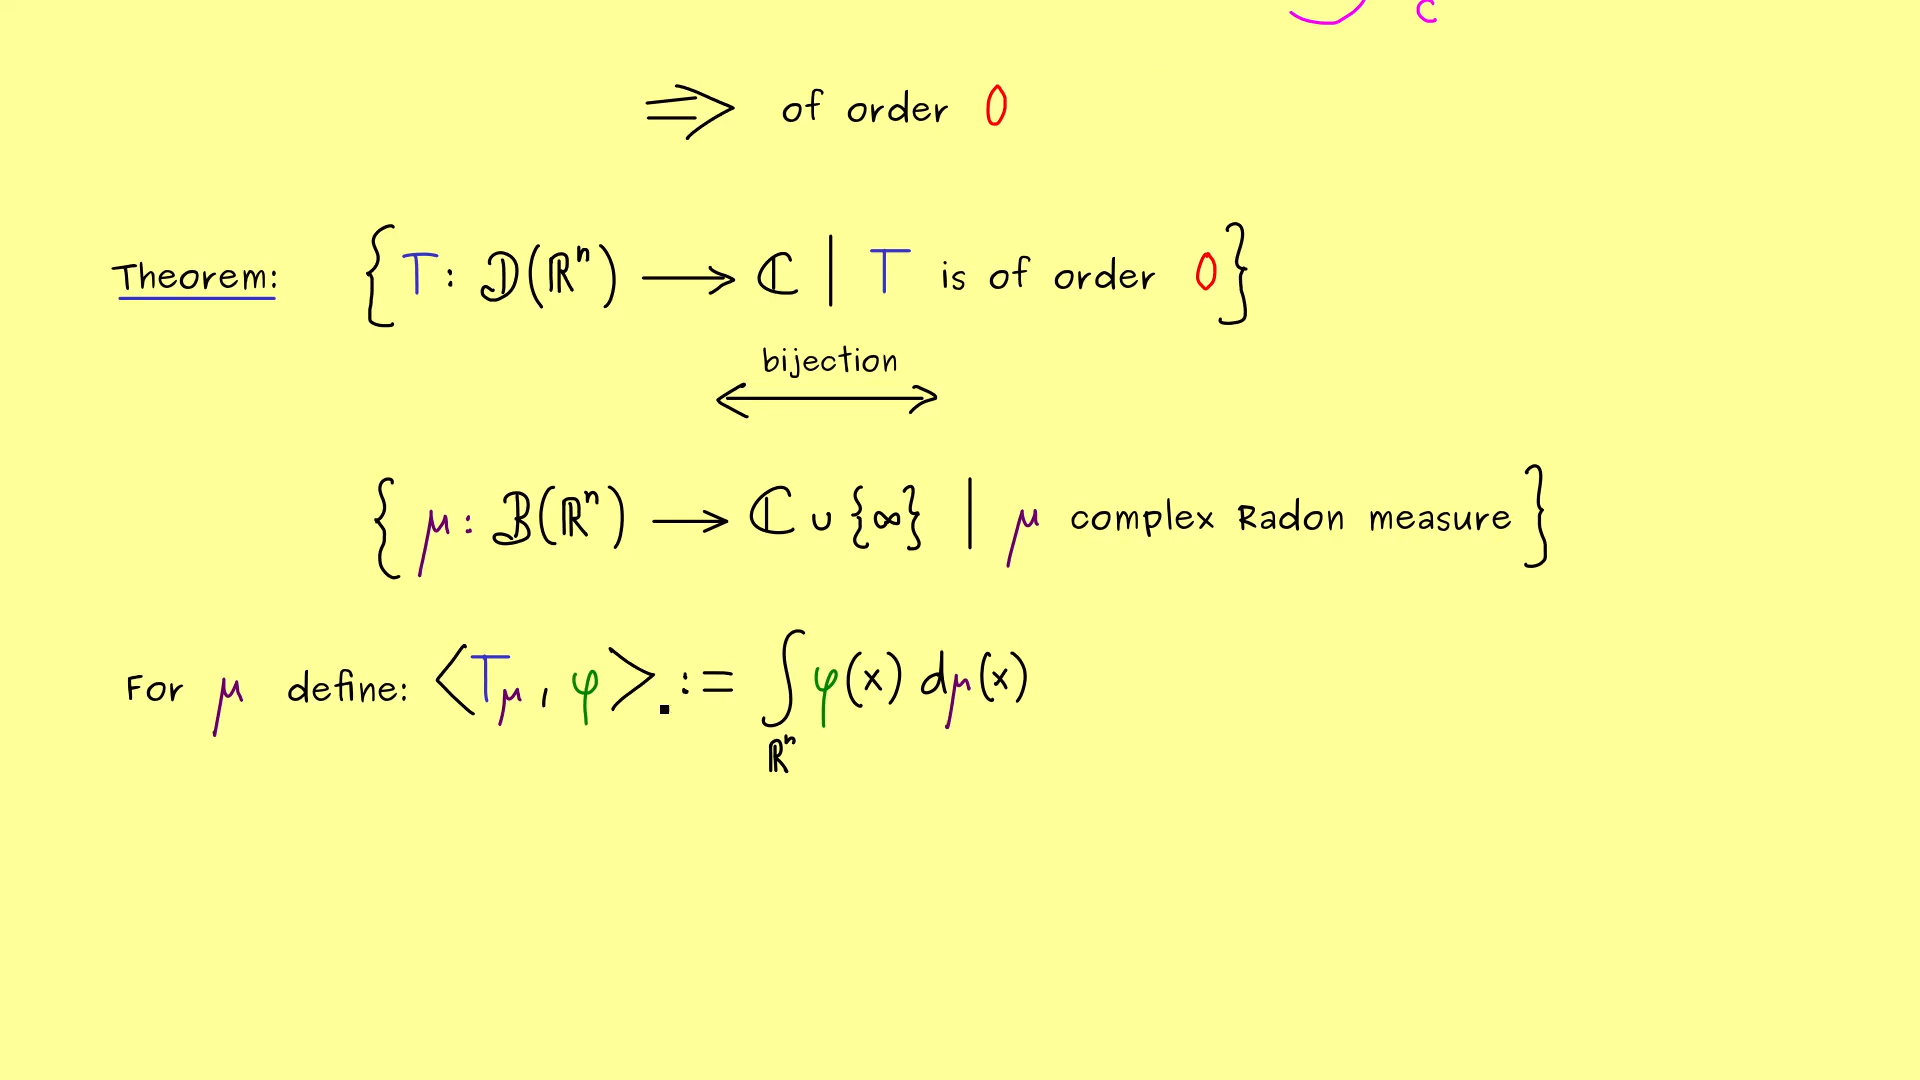 C
⟹ of order 0
Theorem: { T : 𝒟(ℝⁿ) ⟶ ℂ | T is of order 0 }
bijection
⟷
{ μ : ℬ(ℝⁿ) ⟶ ℂ ∪ {∞} | μ complex Radon measure }
For μ define: ⟨T_μ , φ⟩ := ∫_{ℝⁿ} φ(x) dμ(x)